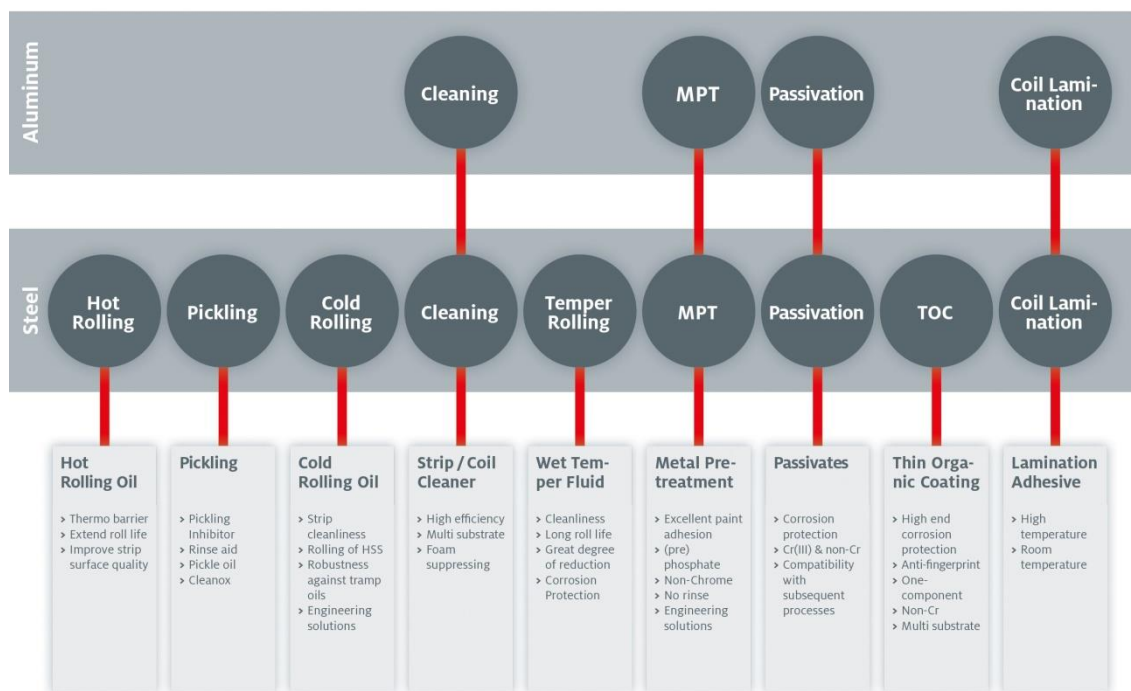 Aluminum
Cleaning
MPT
Passivation
Coil Lami-
nation
Steel
Hot
Rolling
Pickling
Cold
Rolling
Cleaning
Temper
Rolling
MPT
Passivation
TOC
Coil Lami-
nation
Hot
Rolling Oil
> Thermo barrier
> Extend roll life
> Improve strip
surface quality
Pickling
> Pickling
Inhibitor
> Rinse aid
> Pickle oil
> Cleanox
Cold
Rolling Oil
> Strip
cleanliness
> Rolling of HSS
> Robustness
against tramp
oils
> Engineering
solutions
Strip / Coil
Cleaner
> High efficiency
> Multi substrate
> Foam
suppressing
Wet Tem-
per Fluid
> Cleanliness
> Long roll life
> Great degree
of reduction
> Corrosion
Protection
Metal Pre-
treatment
> Excellent paint
adhesion
> (pre)
phosphate
> Non-Chrome
> No rinse
> Engineering
solutions
Passivates
> Corrosion
protection
> Cr(III) & non-Cr
> Compatibility
with
subsequent
processes
Thin Orga-
nic Coating
> High end
corrosion
protection
> Anti-fingerprint
> One-
component
> Non-Cr
> Multi substrate
Lamination
Adhesive
> High
temperature
> Room
temperature